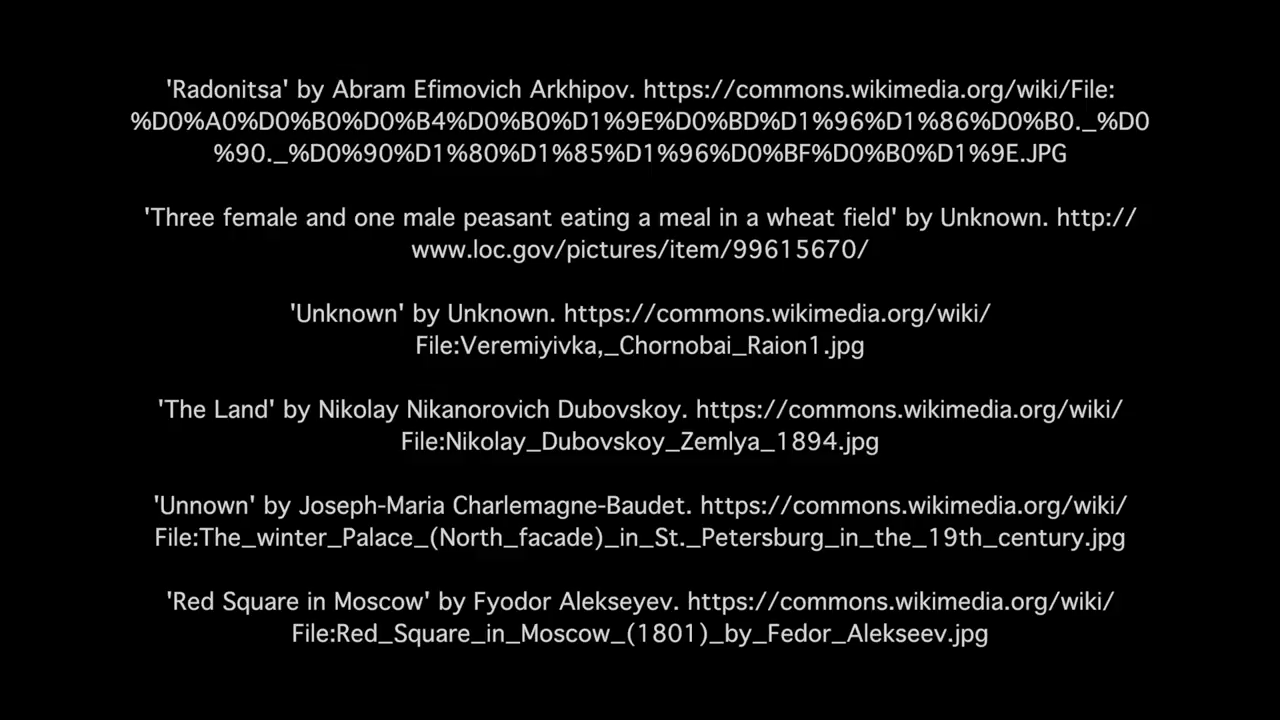 'Radonitsa' by Abram Efimovich Arkhipov. https://commons.wikimedia.org/wiki/File:
%D0%A0%D0%B0%D0%B4%D0%B0%D1%9E%D0%BD%D1%96%D1%86%D0%B0._%D0
%90._%D0%90%D1%80%D1%85%D1%96%D0%BF%D0%B0%D1%9E.JPG
'Three female and one male peasant eating a meal in a wheat field' by Unknown. http://
www.loc.gov/pictures/item/99615670/
'Unknown' by Unknown. https://commons.wikimedia.org/wiki/
File:Veremiyivka,_Chornobai_Raion1.jpg
'The Land' by Nikolay Nikanorovich Dubovskoy. https://commons.wikimedia.org/wiki/
File:Nikolay_Dubovskoy_Zemlya_1894.jpg
'Unnown' by Joseph-Maria Charlemagne-Baudet. https://commons.wikimedia.org/wiki/
File:The_winter_Palace_(North_facade)_in_St._Petersburg_in_the_19th_century.jpg
'Red Square in Moscow' by Fyodor Alekseyev. https://commons.wikimedia.org/wiki/
File:Red_Square_in_Moscow_(1801)_by_Fedor_Alekseev.jpg